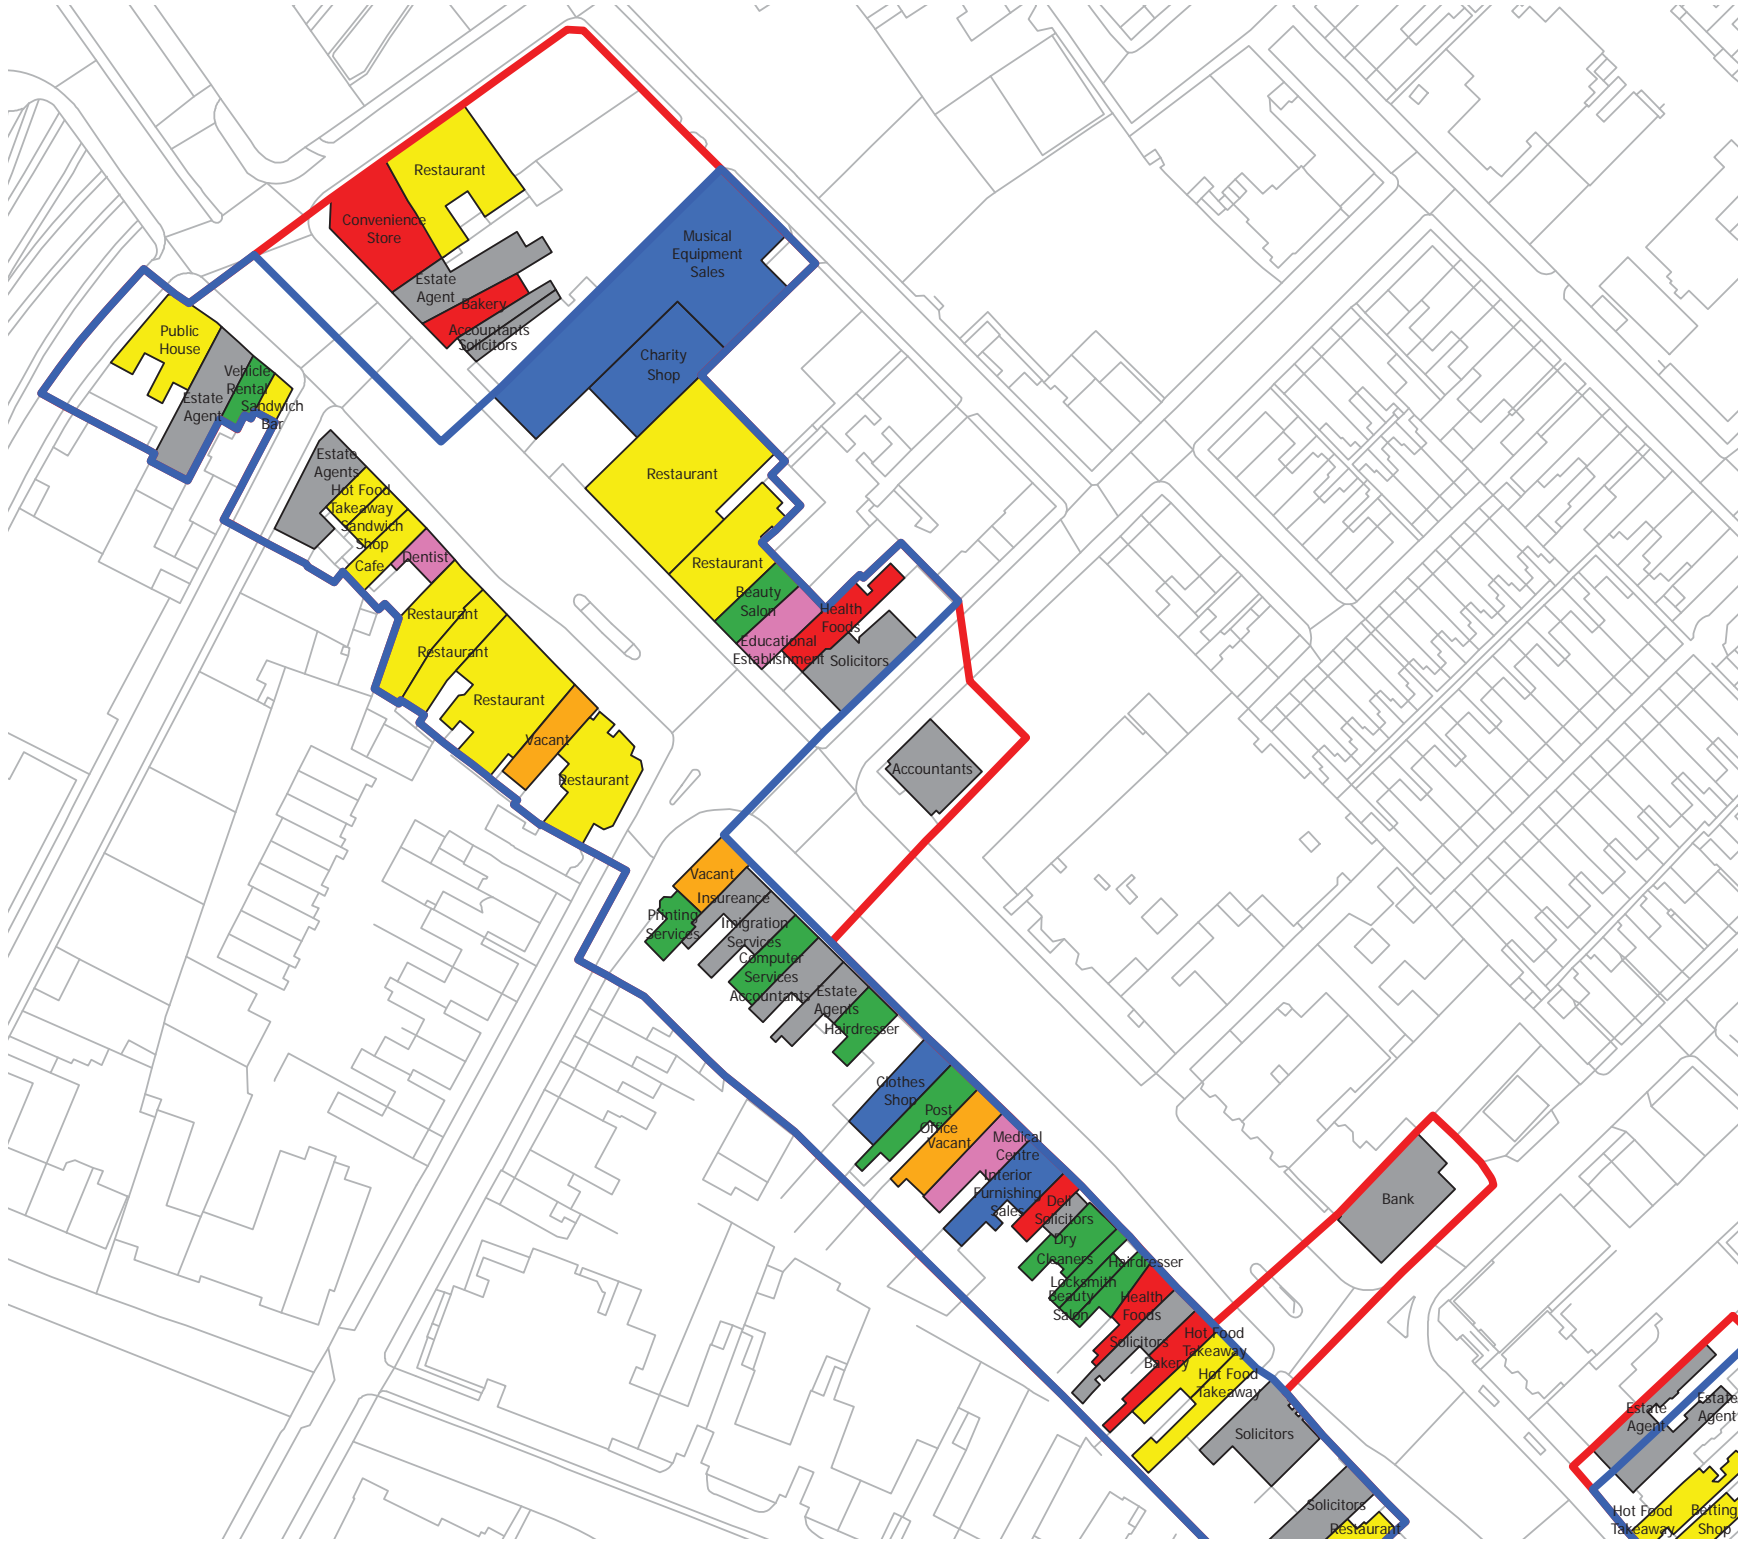 Restaurant
Convenience
Store
Musical
Equipment
Sales
Estate
Agent
Bakery
Accountants
Solicitors
Public
House
Charity
Shop
Vehicle
Rental
Estate
Agent
Sandwich
Bar
Estate
Agents
Hot Food
Takeaway
Sandwich
Shop
Cafe
Dentist
Restaurant
Restaurant
Beauty
Salon
Educational
Establishment
Health
Foods
Solicitors
Restaurant
Restaurant
Restaurant
Vacant
Restaurant
Accountants
Vacant
Insureance
Printing
Services
Imigration
Services
Computer
Services
Accountants
Estate
Agents
Hairdresser
Clothes
Shop
Post
Office
Vacant
Medical
Centre
Interior
Furnishing
Sales
Deli
Solicitors
Dry
Cleaners
Locksmith
Beauty
Salon
Hairdresser
Health
Foods
Solicitors
Bakery
Hot Food
Takeaway
Hot Food
Takeaway
Bank
Solicitors
Solicitors
Restaurant
Estate
Agent
Estate
Agent
Hot Food
Takeaway
Betting
Shop